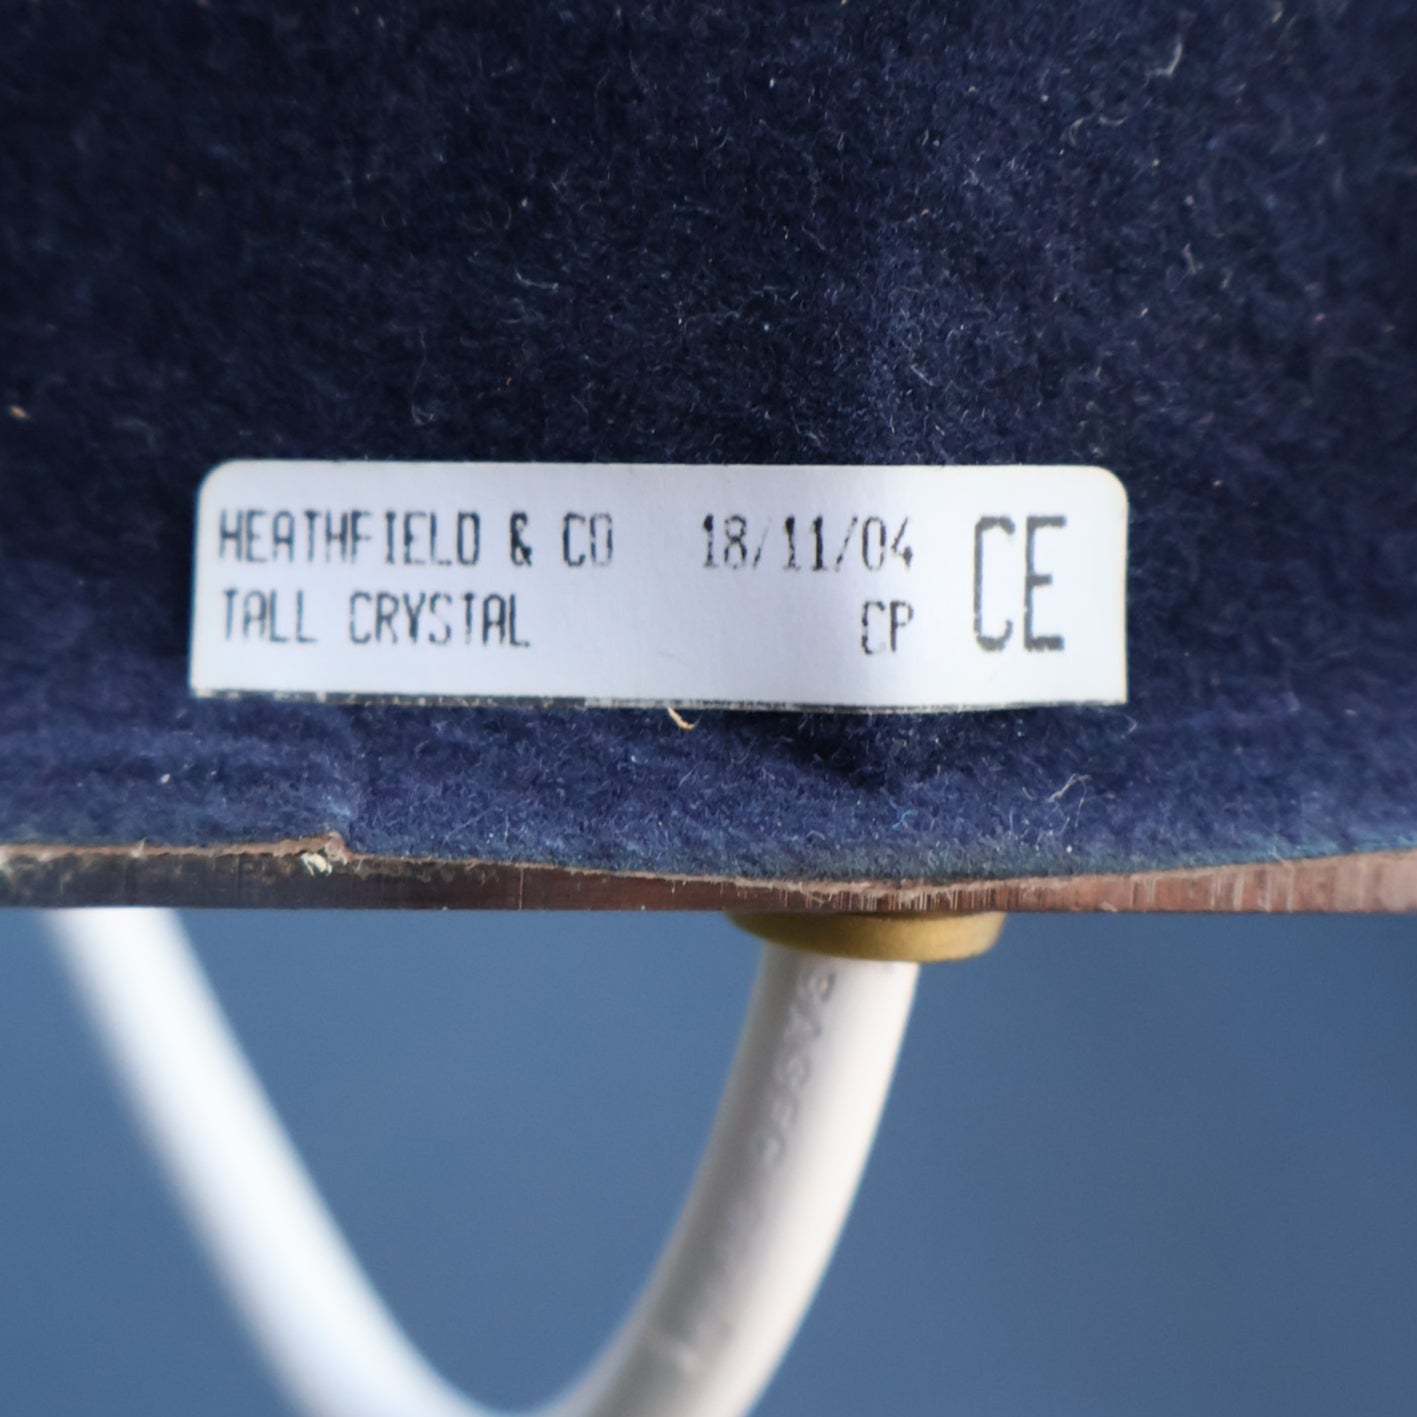 HEATHFIELD & CO 18/11/04 CE
TALL CRYSTAL CP